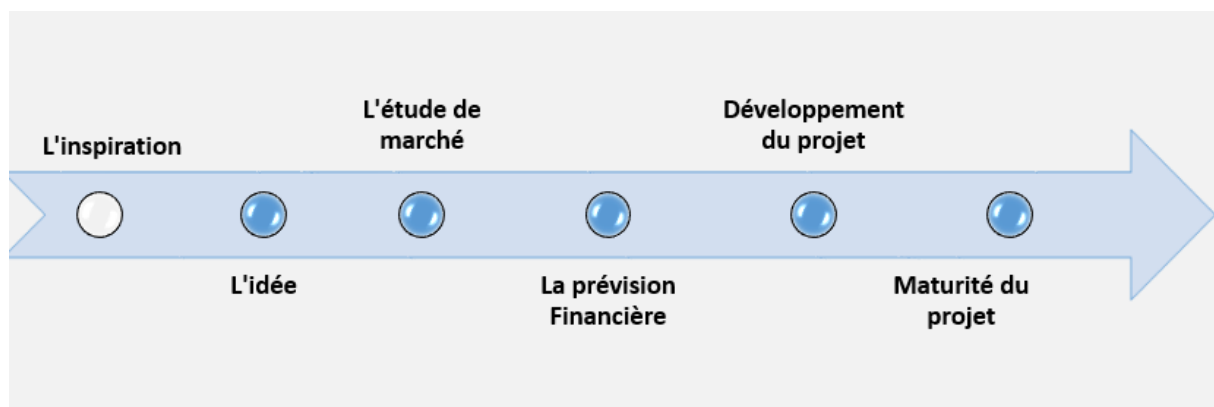 L'inspiration
L'idée
L'étude de
marché
La prévision
Financière
Développement
du projet
Maturité du
projet